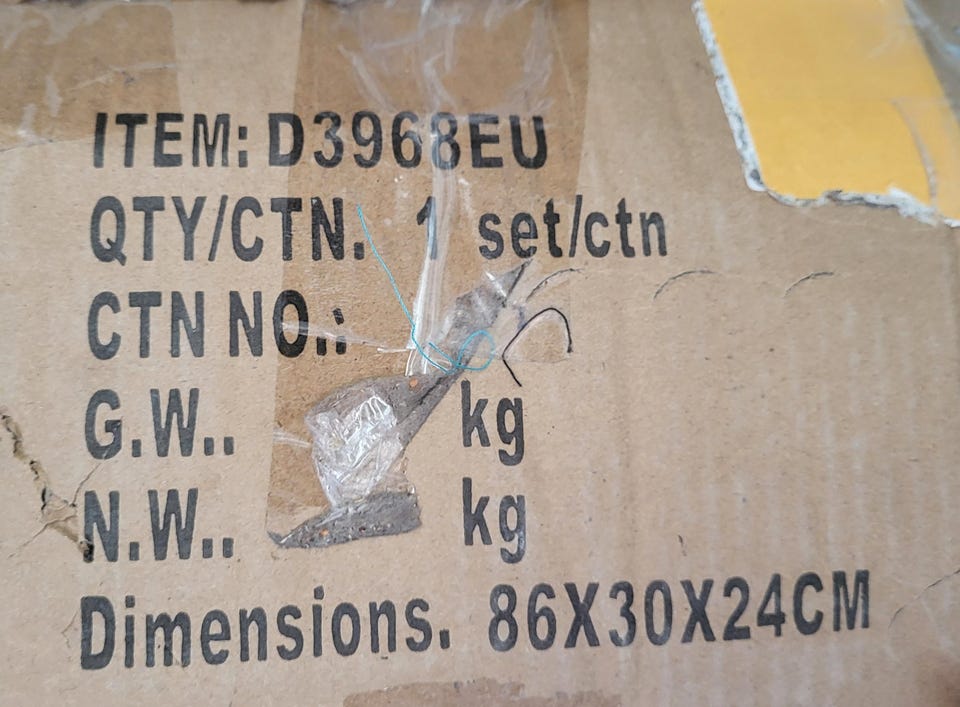 ITEM: D3968EU
QTY/CTN. 1 set/ctn
CTN NO.:
G.W.. kg
N.W.. kg
Dimensions. 86X30X24CM